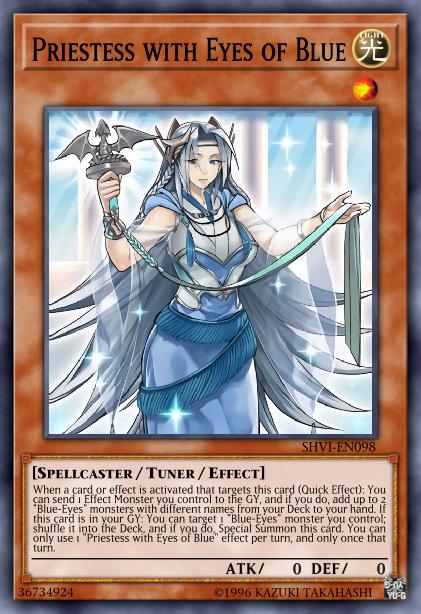 PRIESTESS WITH EYES OF BLUE
LIGHT
光
SHVI-EN098
[SPELLCASTER / TUNER / EFFECT]
When a card or effect is activated that targets this card (Quick Effect): You
can send 1 Effect Monster you control to the GY, and if you do, add up to 2
"Blue-Eyes" monsters with different names from your Deck to your hand. If
this card is in your GY: You can target 1 "Blue-Eyes" monster you control;
shuffle it into the Deck, and if you do, Special Summon this card. You can
only use 1 "Priestess with Eyes of Blue" effect per turn, and only once that
turn.
ATK/ 0 DEF/ 0
36734924 ©1996 KAZUKI TAKAHASHI